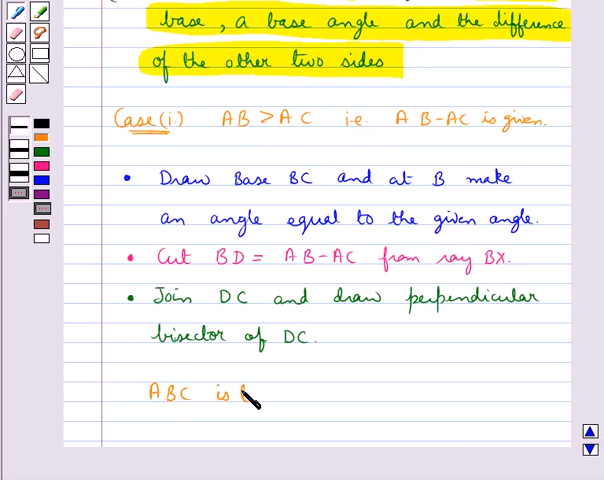 base, a base angle and the difference
of the other two sides
Case (i.) AB > AC i.e. AB-AC is given.
• Draw Base BC and at B make
an angle equal to the given angle.
• Cut BD = AB-AC from ray BX.
• Join DC and draw perpendicular
bisector of DC.
ABC is